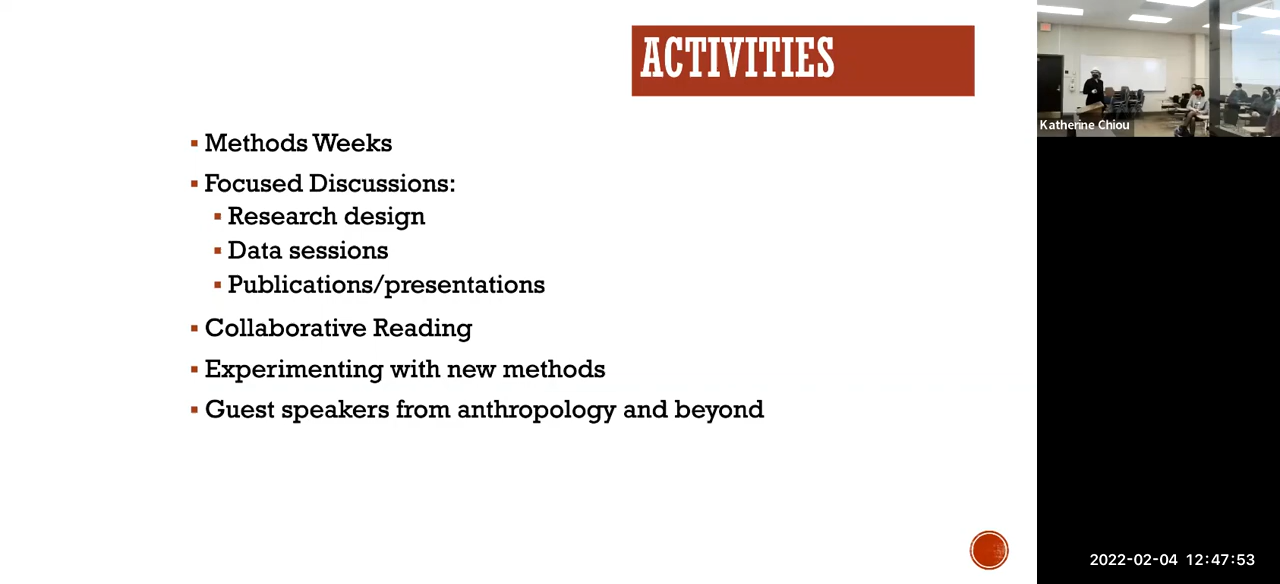 ACTIVITIES
Methods Weeks
Focused Discussions:
Research design
Data sessions
Publications/presentations
Collaborative Reading
Experimenting with new methods
Guest speakers from anthropology and beyond
Katherine Chiou
2022-02-04 12:47:53